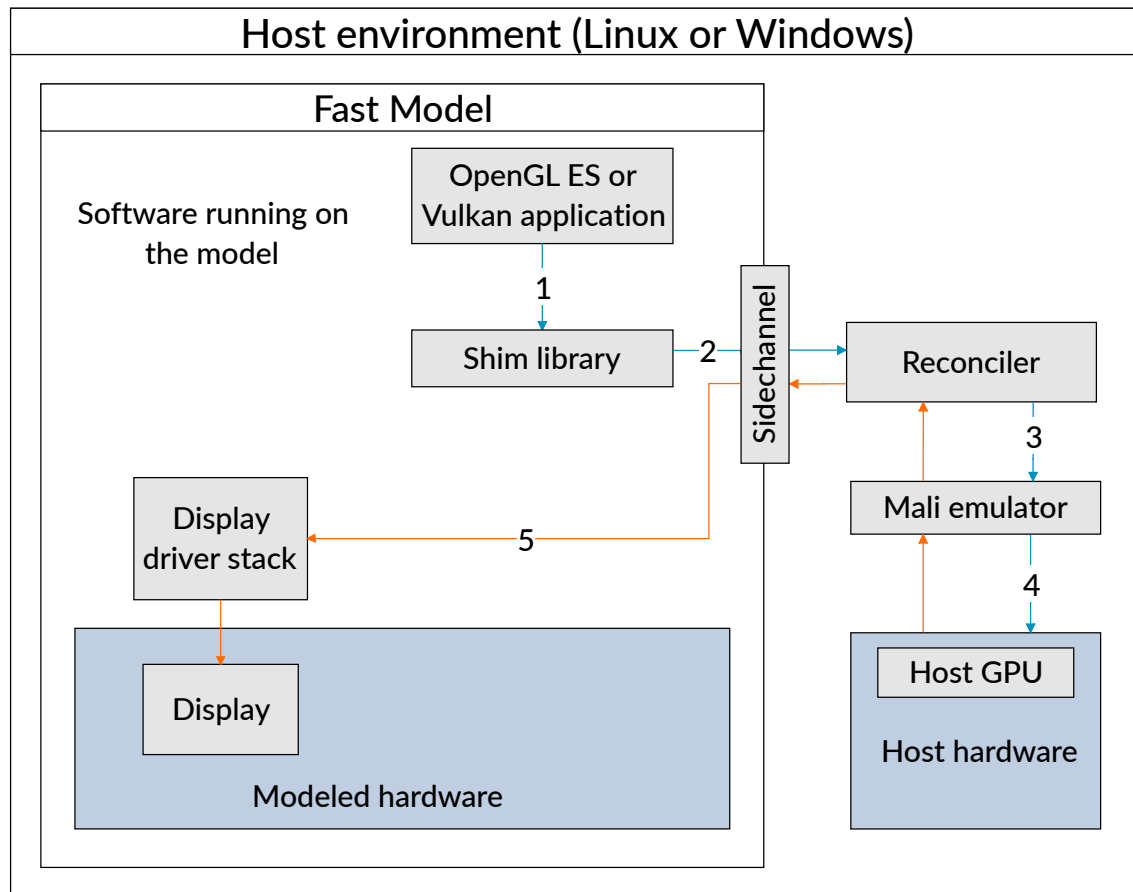 Host environment (Linux or Windows)
Fast Model
OpenGL ES or
Vulkan application
Software running on
the model
1
Sidechannel
Shim library
2
Reconciler
3
Mali emulator
Display
driver stack
5
4
Host GPU
Display
Host hardware
Modeled hardware